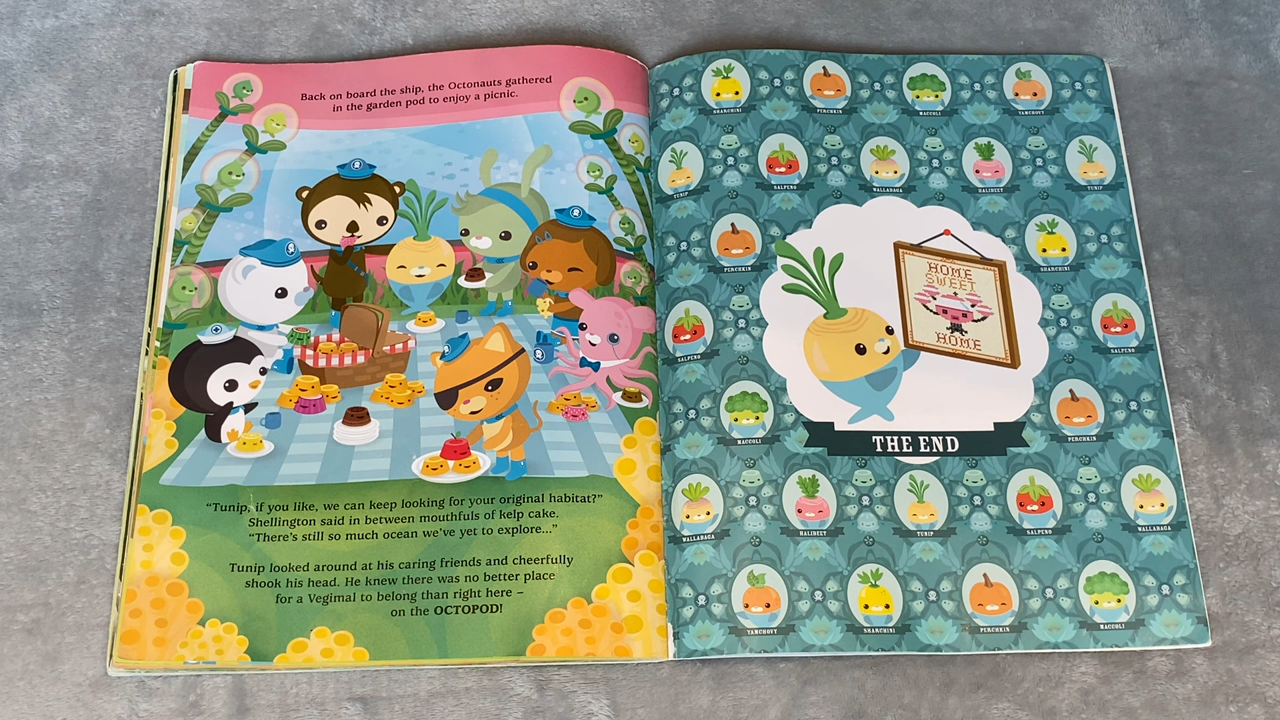 Back on board the ship, the Octonauts gathered
in the garden pod to enjoy a picnic.
“Tunip, if you like, we can keep looking for your original habitat?”
Shellington said in between mouthfuls of kelp cake.
“There’s still so much ocean we’ve yet to explore...”
Tunip looked around at his caring friends and cheerfully
shook his head. He knew there was no better place
for a Vegimal to belong than right here –
on the OCTOPOD!
SHARCHINI
PERCHKIN
MACCOLI
YAMCHOVY
TUNIP
SALPENO
WALLABAGA
HALIBEET
TUNIP
PERCHKIN
SHARCHINI
HOME
SWEET
HOME
SALPENO
SALPENO
MACCOLI
PERCHKIN
THE END
WALLABAGA
HALIBEET
TUNIP
SALPENO
WALLABAGA
YAMCHOVY
SHARCHINI
PERCHKIN
MACCOLI